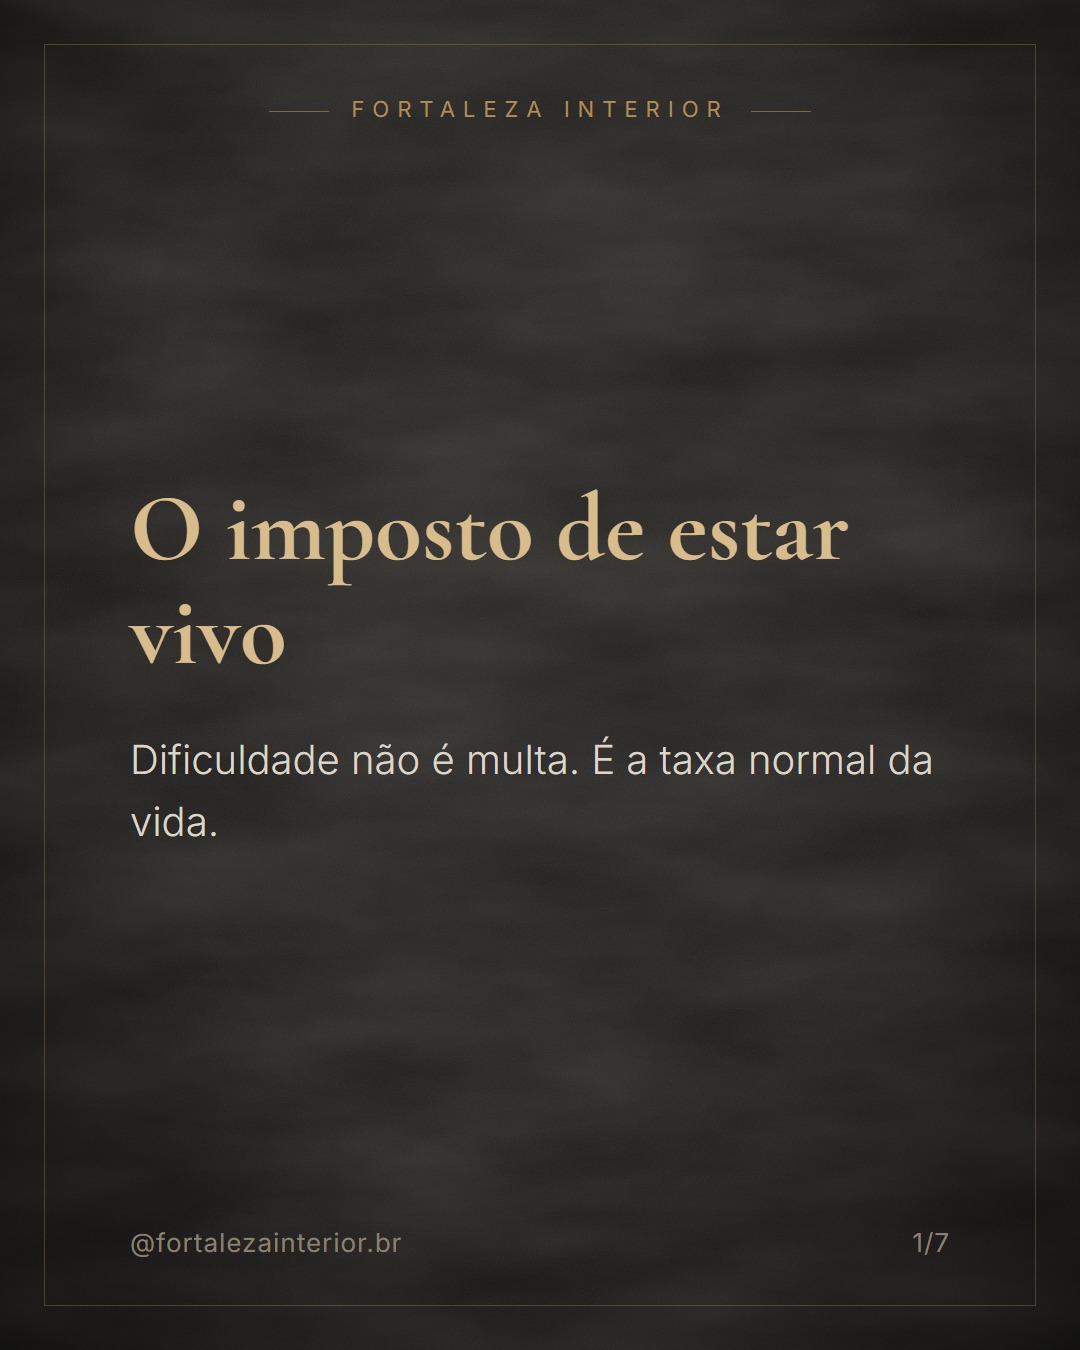 FORTALEZA INTERIOR
O imposto de estar
vivo
Dificuldade não é multa. É a taxa normal da
vida.
@fortalezainterior.br
1/7